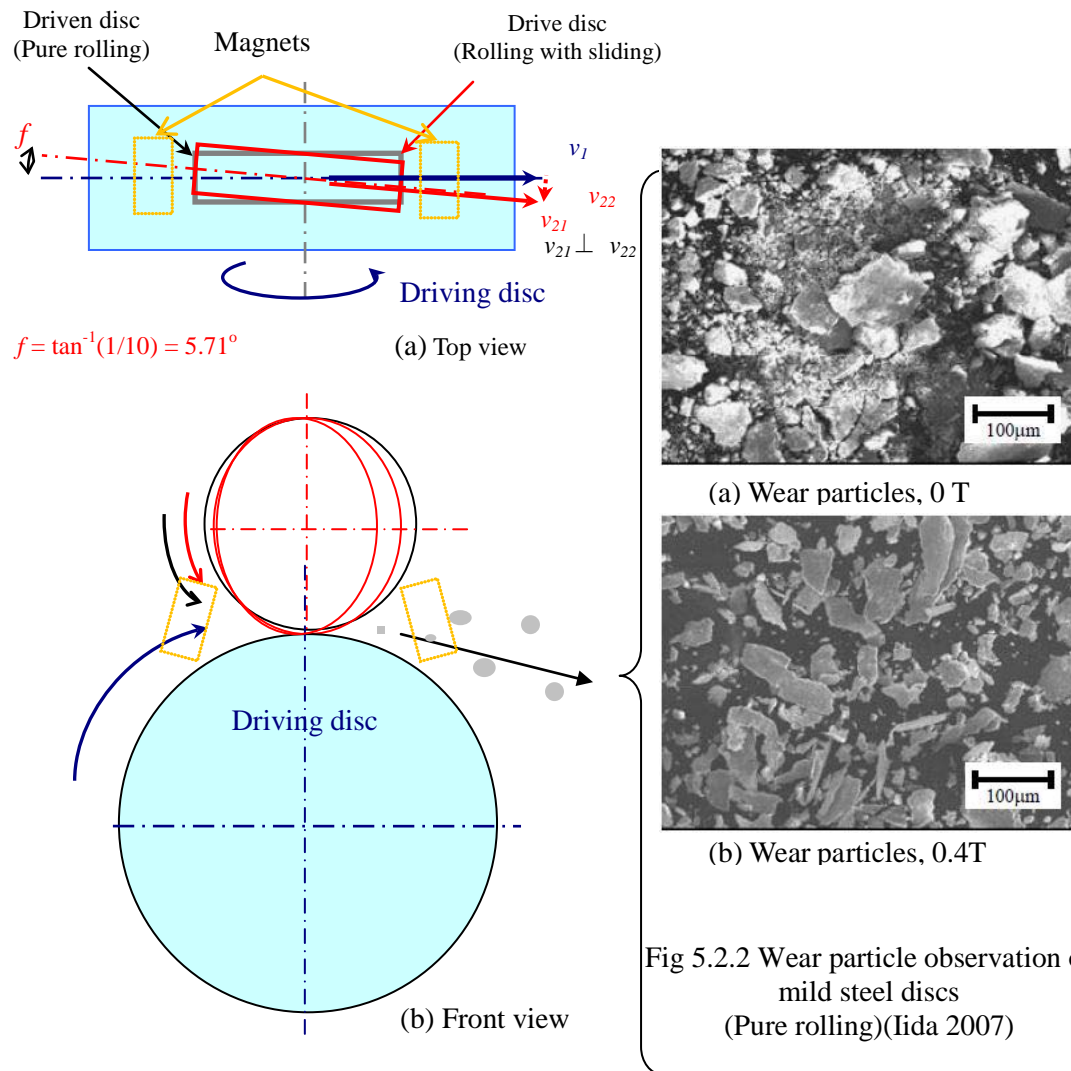 Driven disc
(Pure rolling)
Magnets
Drive disc
(Rolling with sliding)
f
v1
v21
v22
v21 ⊥ v22
Driving disc
f = tan-1(1/10) = 5.71o
(a) Top view
100μm
(a) Wear particles, 0 T
Driving disc
100μm
(b) Wear particles, 0.4T
(b) Front view
Fig 5.2.2 Wear particle observation
mild steel discs
(Pure rolling)(Iida 2007)